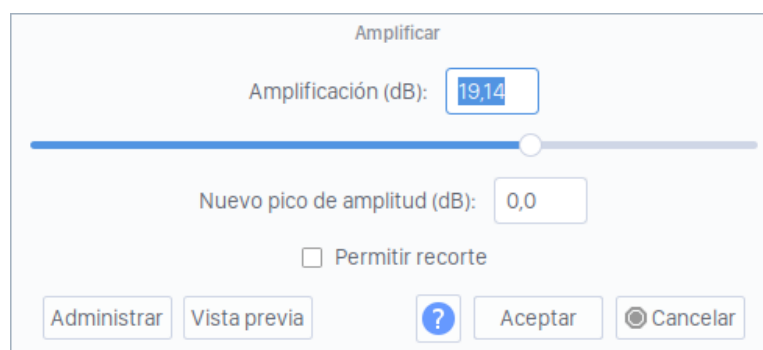 Amplificar
Amplificación (dB): 19,14
Nuevo pico de amplitud (dB): 0,0
Permitir recorte
Administrar Vista previa ? Aceptar Cancelar